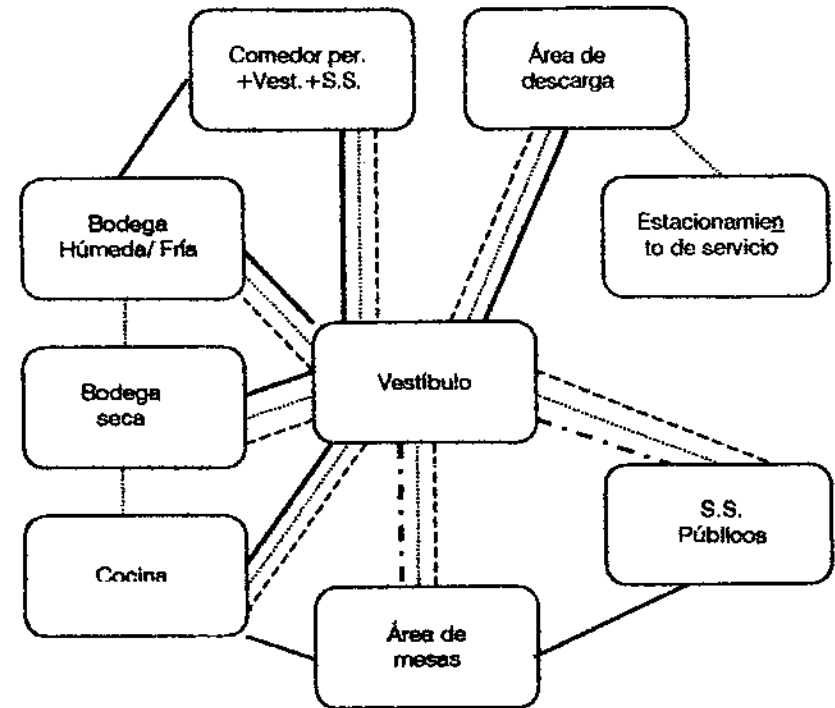 Comedor per.
+Vest.+S.S.
Área de
descarga
Bodega
Húmeda/ Fría
Estacionamien
to de servicio
Vestíbulo
Bodega
seca
S.S.
Públicos
Cocina
Área de
mesas